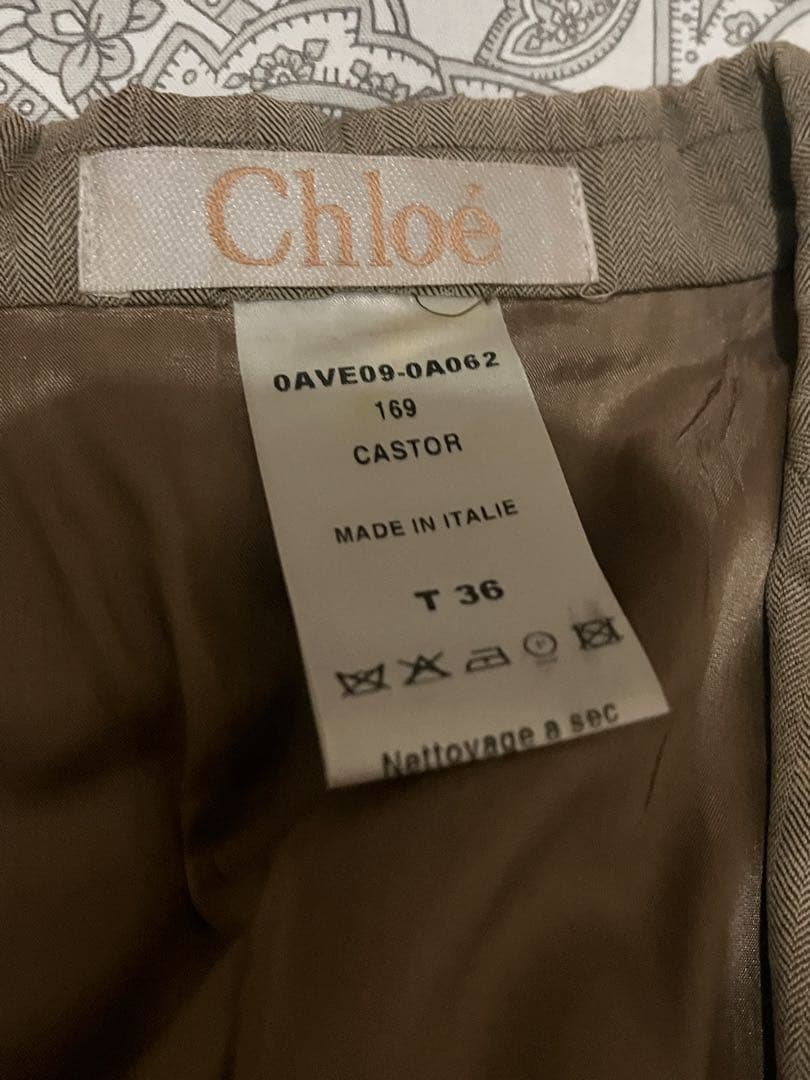 Chloé
0AVE09-0A062
169
CASTOR
MADE IN ITALIE
T 36
Nettoyage a sec